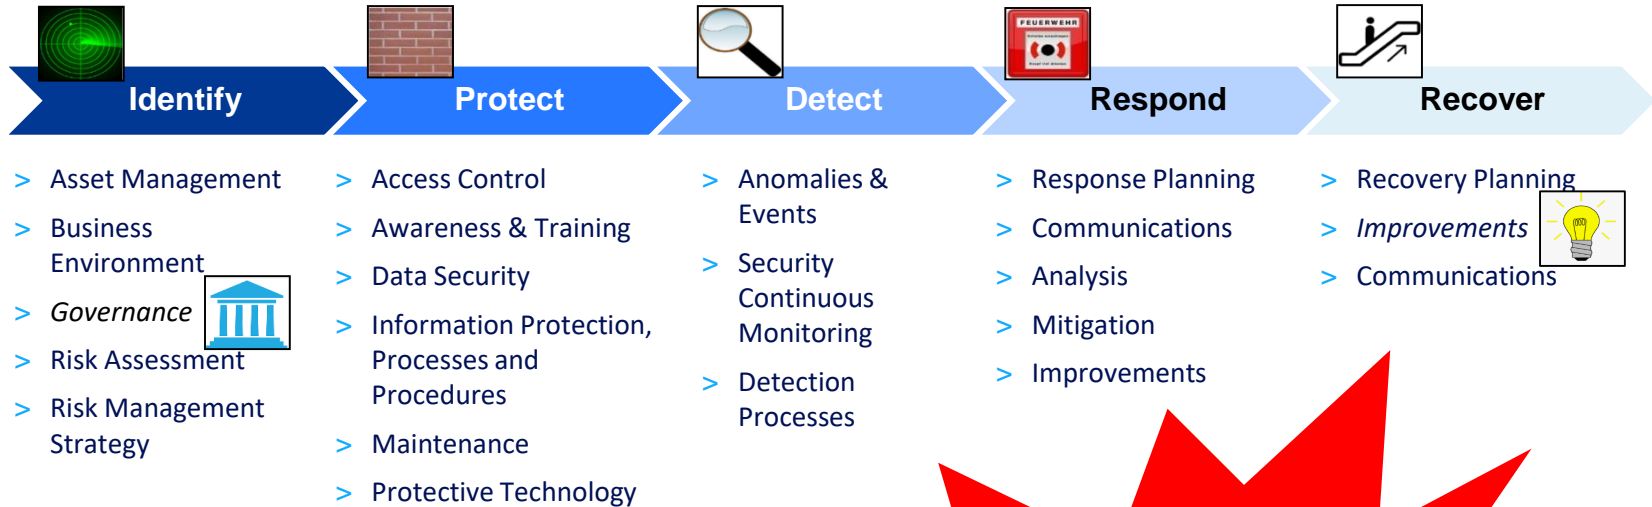 FEUERWEHR
Identify
Protect
Detect
Respond
Recover
> Asset Management
> Business
Environment
> Governance
> Risk Assessment
> Risk Management
Strategy
> Access Control
> Awareness & Training
> Data Security
> Information Protection,
Processes and
Procedures
> Maintenance
> Protective Technology
> Anomalies &
Events
> Security
Continuous
Monitoring
> Detection
Processes
> Response Planning
> Communications
> Analysis
> Mitigation
> Improvements
> Recovery Planning
> Improvements
> Communications